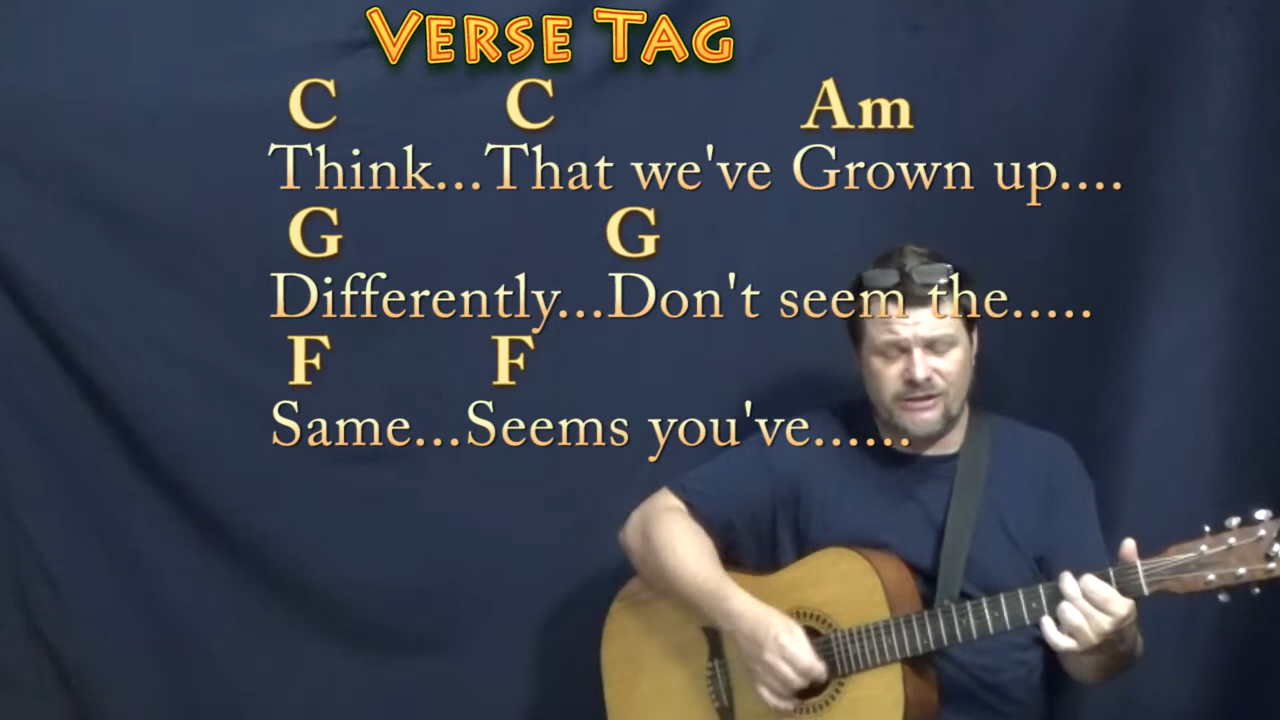 VERSE TAG
C C Am
Think...That we've Grown up....
G G
Differently...Don't seem the.....
F F
Same...Seems you've......